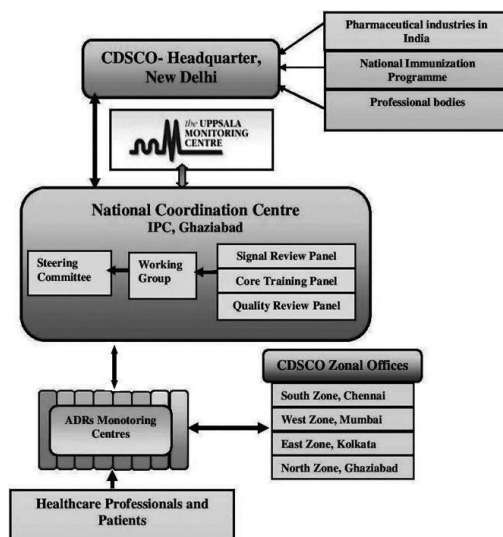 Pharmaceutical industries in
India
National Immunization
Programme
Professional bodies
CDSCO- Headquarter,
New Delhi
the UPPSALA
MONITORING
CENTRE
National Coordination Centre
IPC, Ghaziabad
Steering
Committee
Working
Group
Signal Review Panel
Core Training Panel
Quality Review Panel
CDSCO Zonal Offices
South Zone, Chennai
West Zone, Mumbai
East Zone, Kolkata
North Zone, Ghaziabad
ADRs Monotoring
Centres
Healthcare Professionals and
Patients